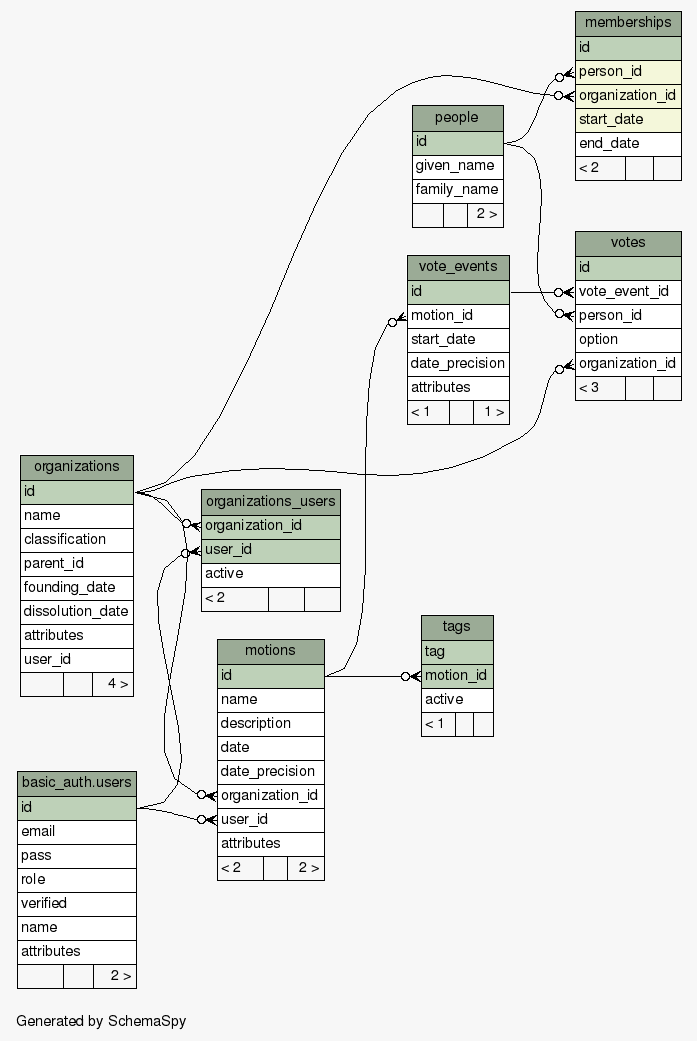 memberships
id
person_id
organization_id
start_date
end_date
< 2
people
id
given_name
family_name
2 >
votes
id
vote_event_id
person_id
option
organization_id
< 3
vote_events
id
motion_id
start_date
date_precision
attributes
< 1 1 >
organizations
id
name
classification
parent_id
founding_date
dissolution_date
attributes
user_id
4 >
organizations_users
organization_id
user_id
active
< 2
tags
tag
motion_id
active
< 1
motions
id
name
description
date
date_precision
organization_id
user_id
attributes
< 2 2 >
basic_auth.users
id
email
pass
role
verified
name
attributes
2 >
Generated by SchemaSpy